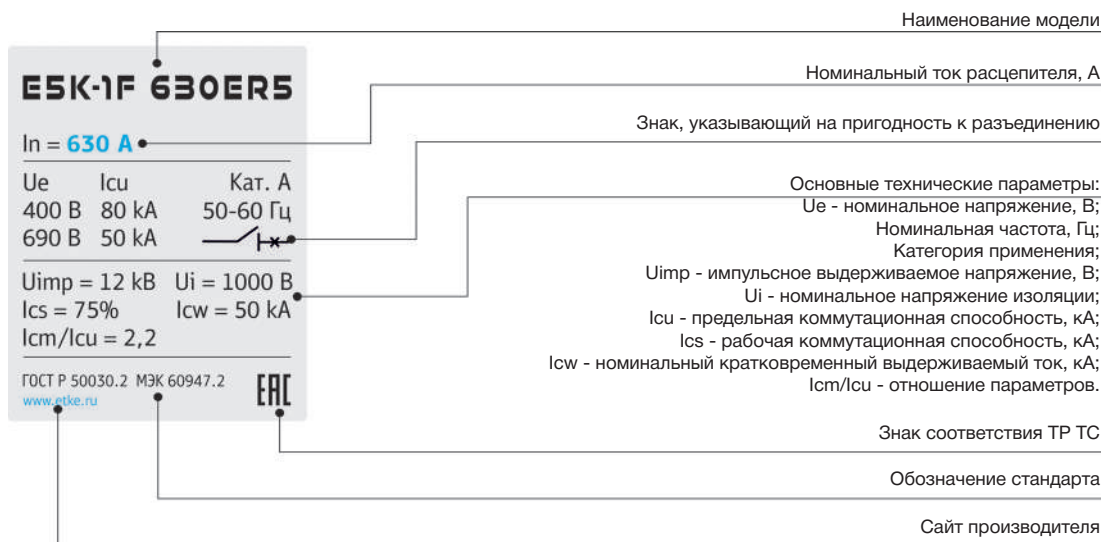 Наименование модели
E5K-1F 630ER5
Номинальный ток расцепителя, А
In = 630 А
Знак, указывающий на пригодность к разъединению
Ue Icu Кат. А
400 В 80 kA 50-60 Гц
690 В 50 kA
Основные технические параметры:
Ue - номинальное напряжение, В;
Номинальная частота, Гц;
Категория применения;
Uimp - импульсное выдерживаемое напряжение, В;
Ui - номинальное напряжение изоляции;
Icu - предельная коммутационная способность, кА;
Ics - рабочая коммутационная способность, кА;
Icw - номинальный кратковременный выдерживаемый ток, кА;
Icm/Icu - отношение параметров.
Uimp = 12 kВ Ui = 1000 В
Ics = 75% Icw = 50 kA
Icm/Icu = 2,2
ГОСТ Р 50030.2 МЭК 60947.2
www.etke.ru
ЕАС
Знак соответствия ТР ТС
Обозначение стандарта
Сайт производителя